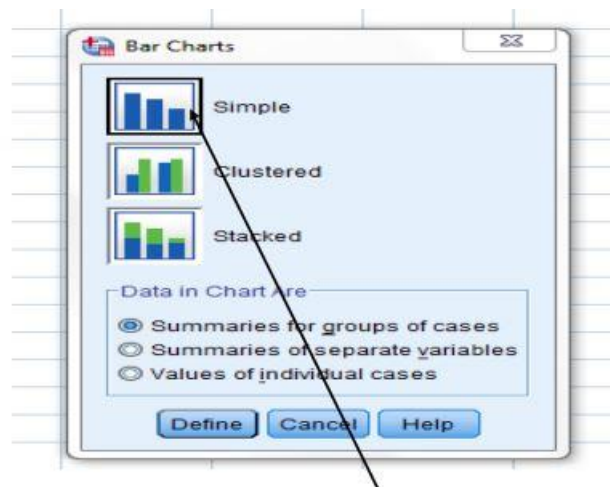 Bar Charts
Simple
Clustered
Stacked
Data in Chart Are
Summaries for groups of cases
Summaries of separate variables
Values of individual cases
Define Cancel Help